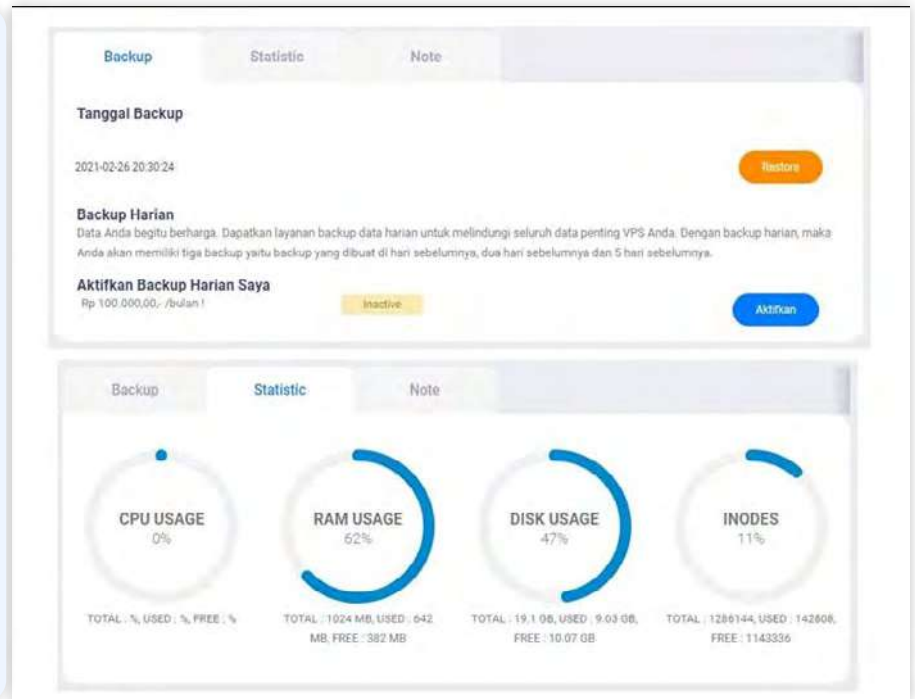 Backup Statistic Note
Tanggal Backup
2021-02-26 20:30:24
Restore
Backup Harian
Data Anda begitu berharga. Dapatkan layanan backup data harian untuk melindungi seluruh data penting VPS Anda. Dengan backup harian, maka
Anda akan memiliki tiga backup yaitu backup yang dibuat di hari sebelumnya, dua hari sebelumnya dan 5 hari sebelumnya.
Aktifkan Backup Harian Saya
Rp 100.000,00,- /bulan !
Inactive
Aktifkan
Backup Statistic Note
CPU USAGE
0%
TOTAL : %, USED : %, FREE : %
RAM USAGE
62%
TOTAL : 1024 MB, USED : 642
MB, FREE : 382 MB
DISK USAGE
47%
TOTAL : 19.1 GB, USED : 9.03 GB,
FREE : 10.07 GB
INODES
11%
TOTAL : 1286144, USED : 142808,
FREE : 1143336